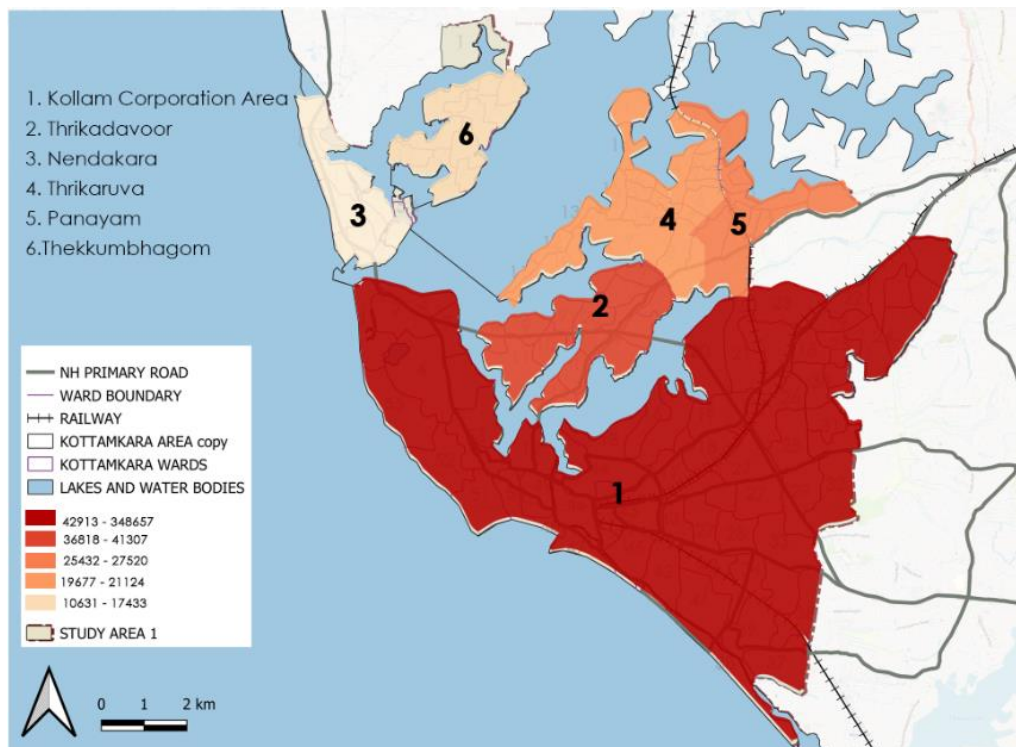 1. Kollam Corporation Area
2. Thrikadavoor
3. Nendakara
4. Thrikaruva
5. Panayam
6.Thekkumbhagom
6
3
4
5
2
1
13
NH PRIMARY ROAD
WARD BOUNDARY
RAILWAY
KOTTAMKARA AREA copy
KOTTAMKARA WARDS
LAKES AND WATER BODIES
42913 - 348657
36818 - 41307
25432 - 27520
19677 - 21124
10631 - 17433
STUDY AREA 1
0 1 2 km